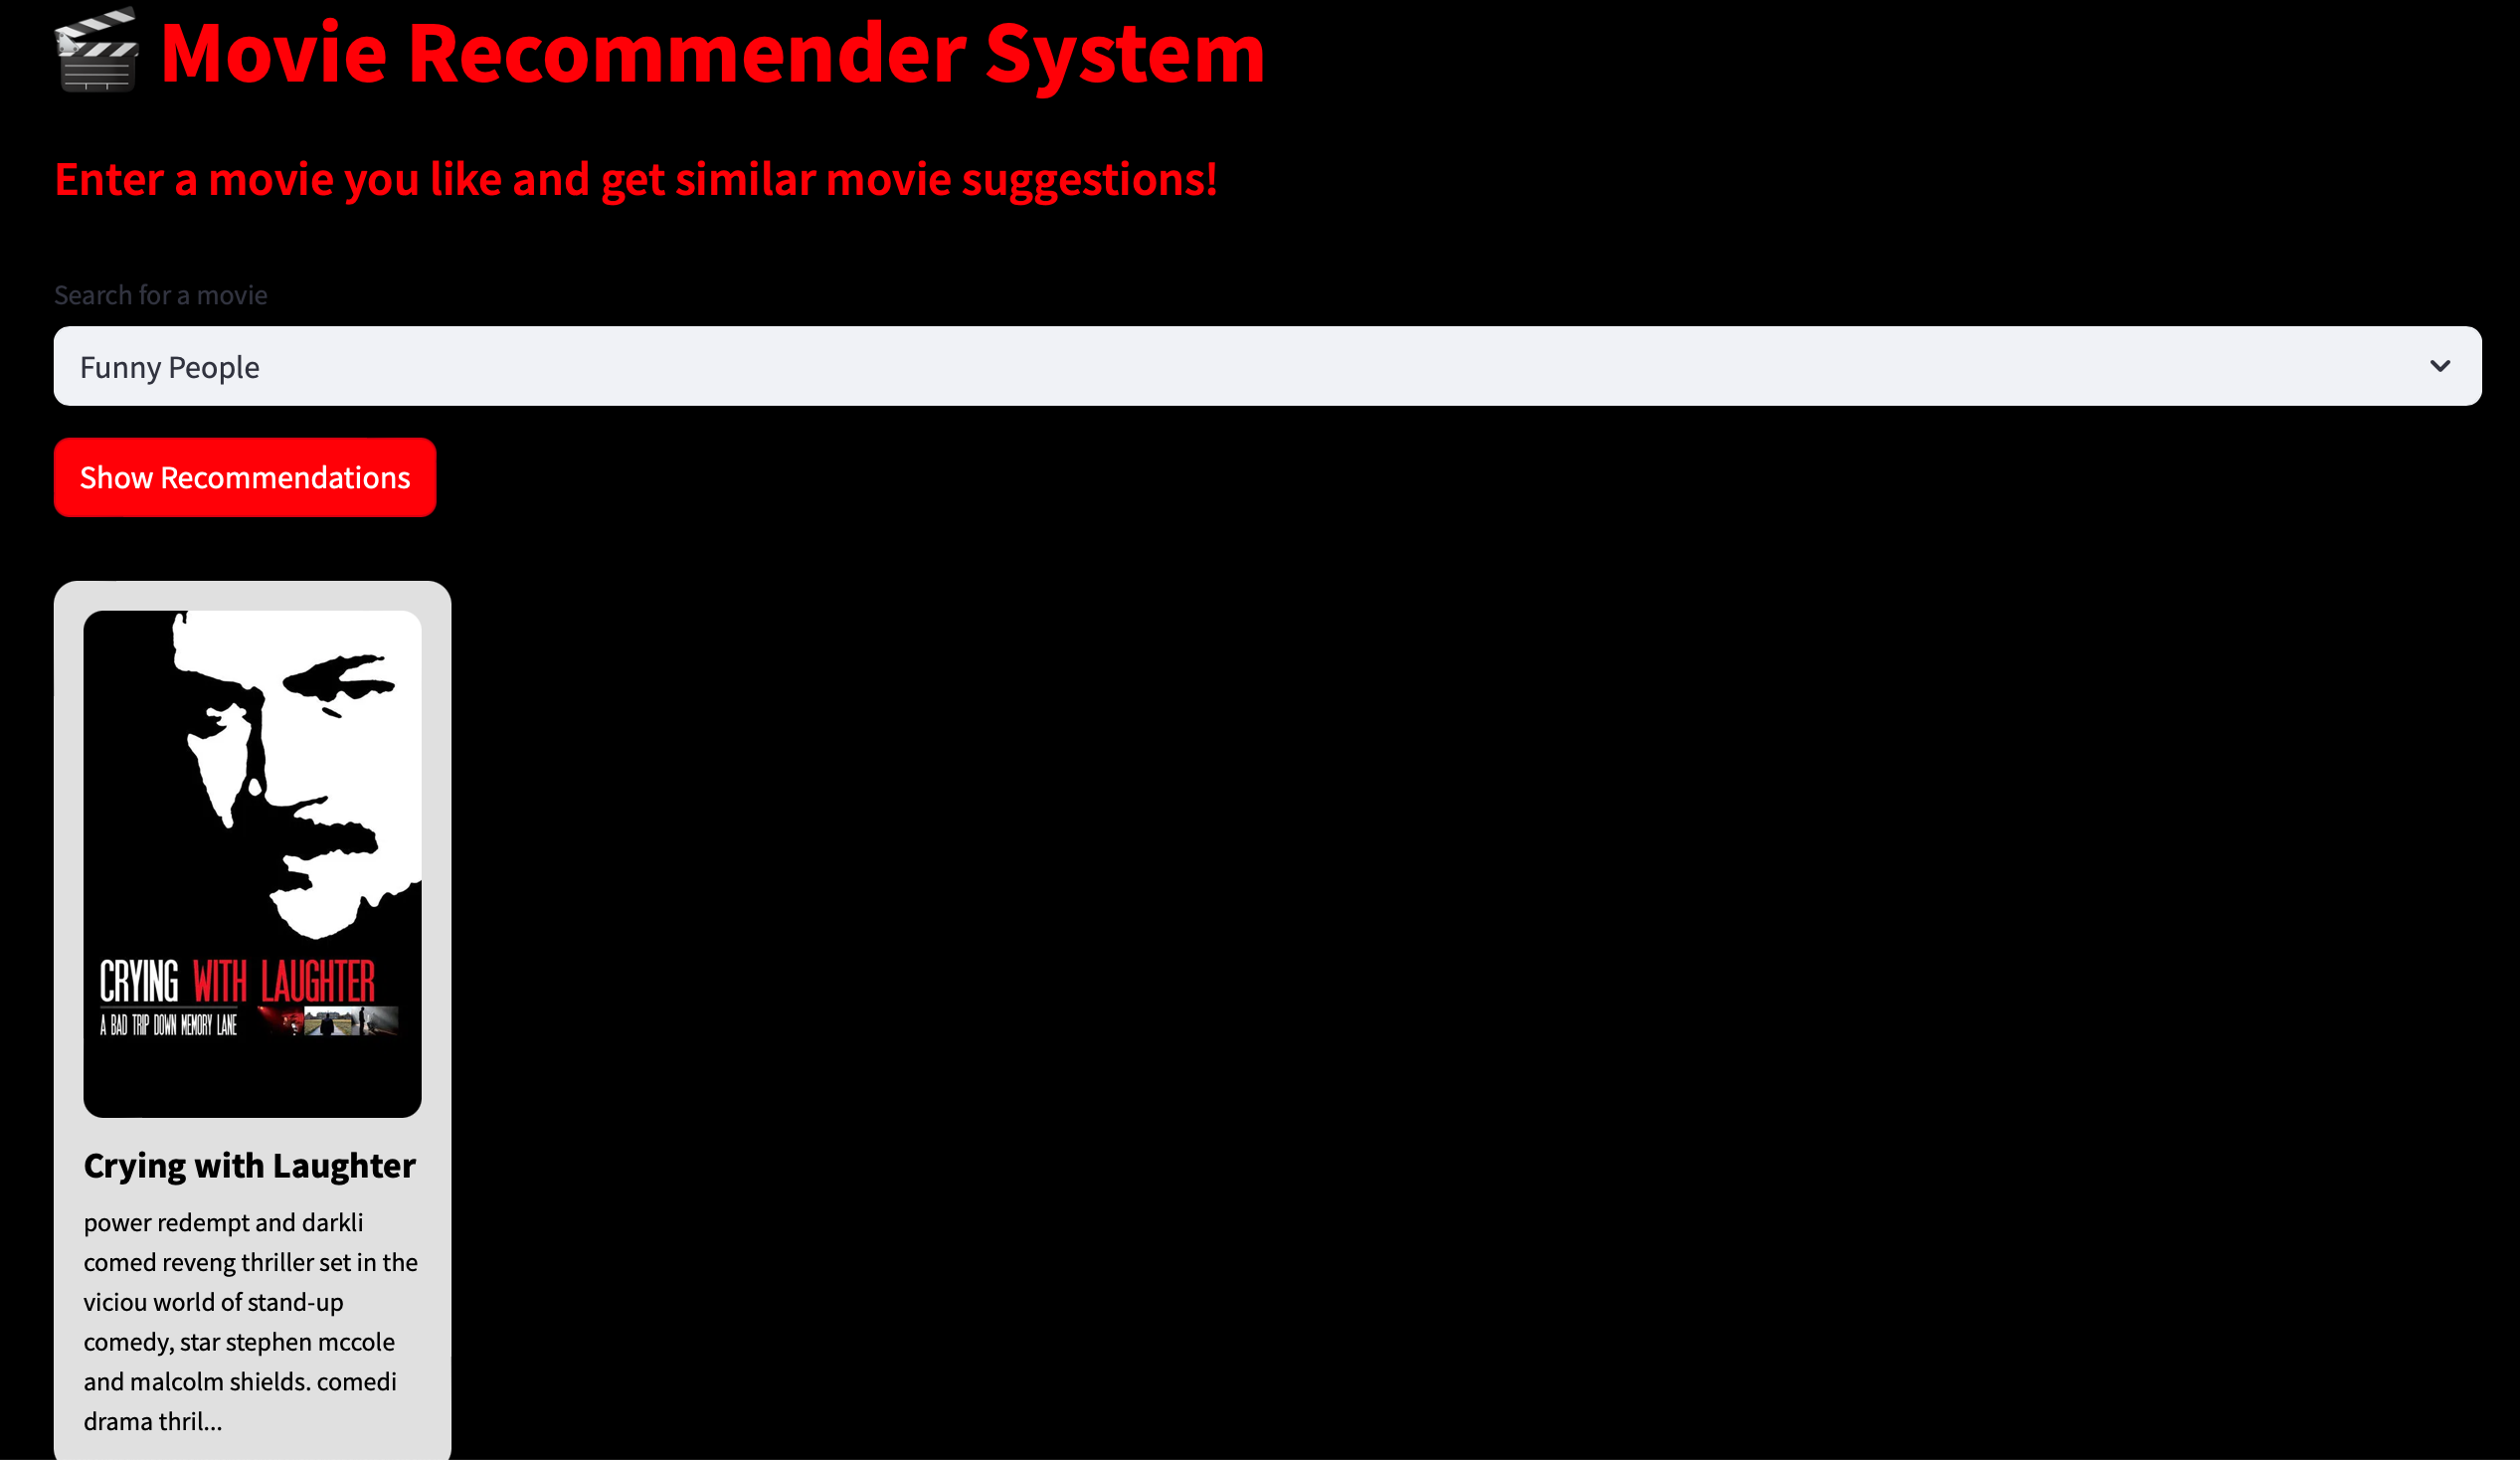 Movie Recommender System
Enter a movie you like and get similar movie suggestions!
Search for a movie
Funny People
Show Recommendations
CRYING WITH LAUGHTER
A BAD TRIP DOWN MEMORY LANE
Crying with Laughter
power redempt and darkli
comed reveng thriller set in the
viciou world of stand-up
comedy, star stephen mccole
and malcolm shields. comedi
drama thril...